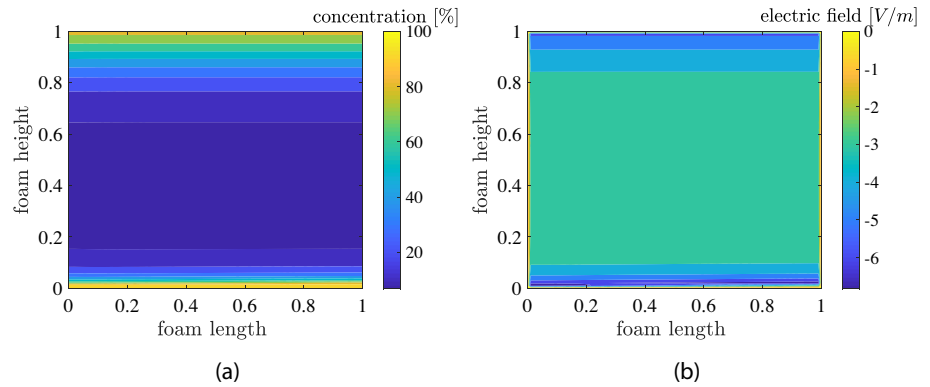 concentration [%]
1
0.8
0.6
0.4
0.2
0
foam height
0 0.2 0.4 0.6 0.8 1
foam length
100
80
60
40
20
(a)
electric field [V/m]
1
0.8
0.6
0.4
0.2
0
foam height
0 0.2 0.4 0.6 0.8 1
foam length
0
-1
-2
-3
-4
-5
-6
(b)